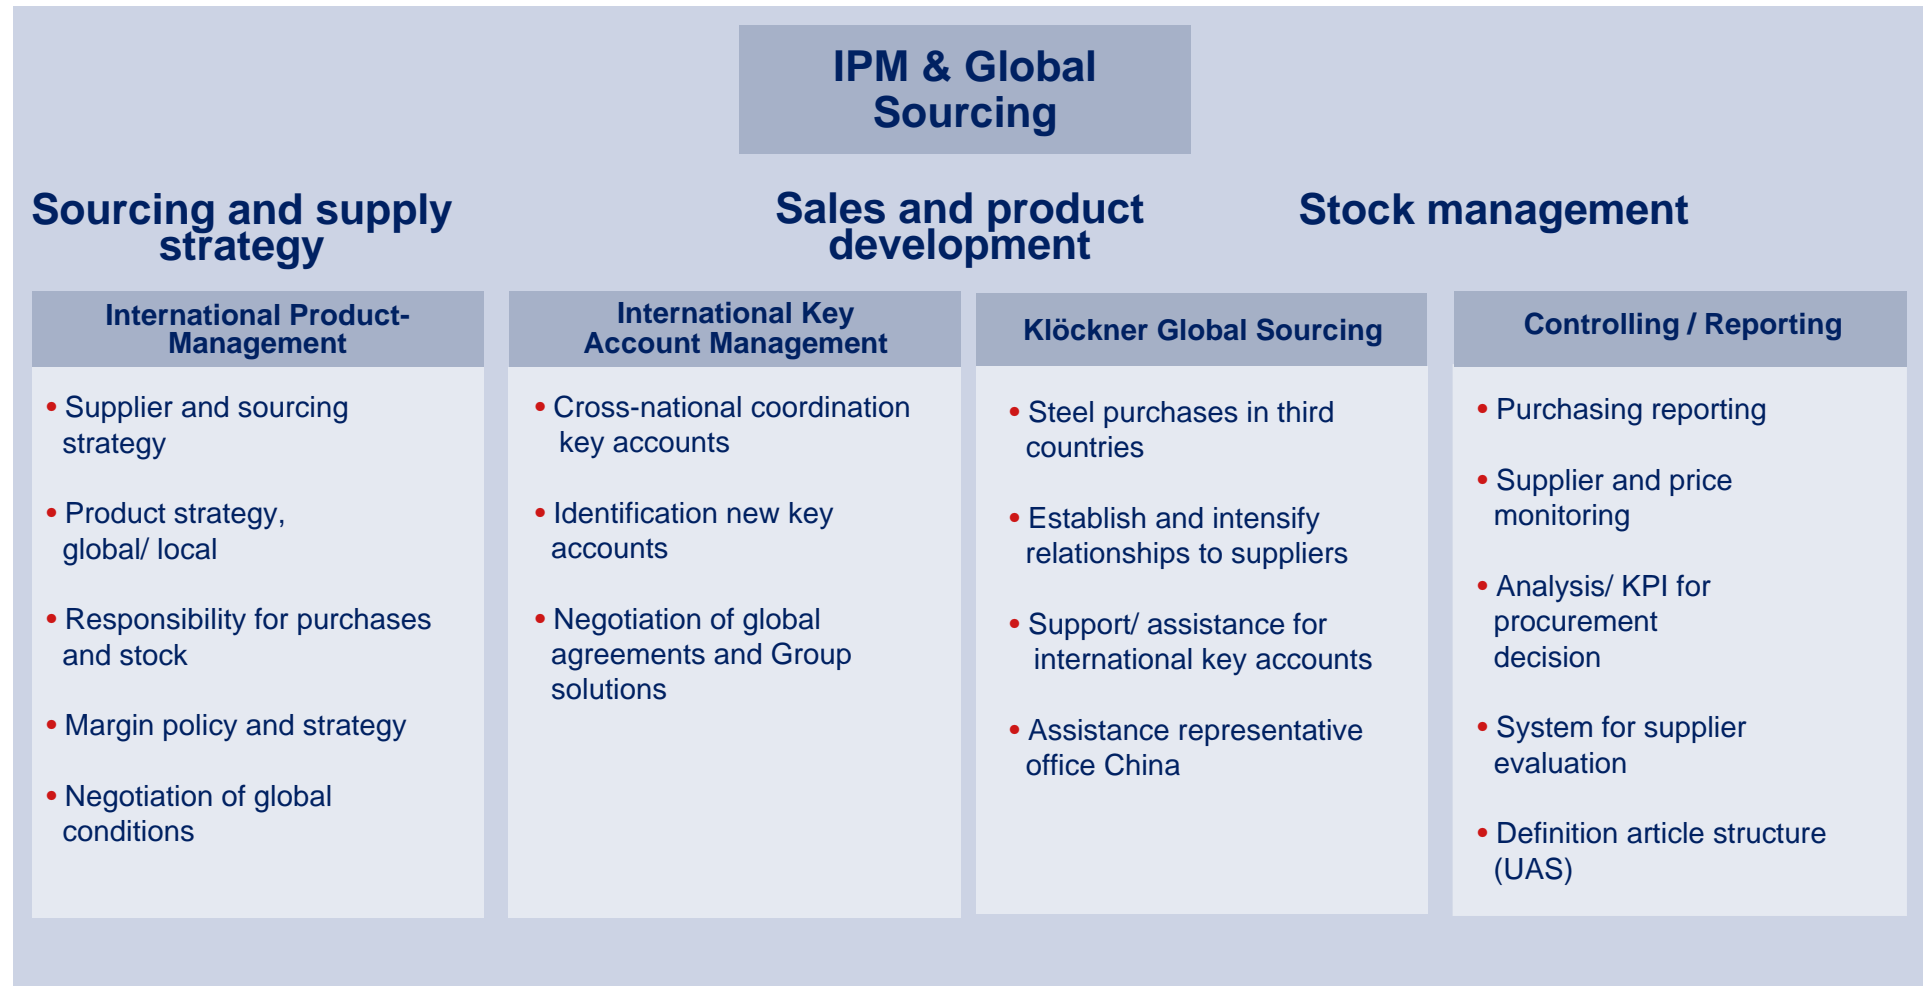 IPM & Global
Sourcing
Sourcing and supply
strategy
Sales and product
development
Stock management
International Product-
Management
• Supplier and sourcing
strategy
• Product strategy,
global/ local
• Responsibility for purchases
and stock
• Margin policy and strategy
• Negotiation of global
conditions
International Key
Account Management
• Cross-national coordination
key accounts
• Identification new key
accounts
• Negotiation of global
agreements and Group
solutions
Klöckner Global Sourcing
• Steel purchases in third
countries
• Establish and intensify
relationships to suppliers
• Support/ assistance for
international key accounts
• Assistance representative
office China
Controlling / Reporting
• Purchasing reporting
• Supplier and price
monitoring
• Analysis/ KPI for
procurement
decision
• System for supplier
evaluation
• Definition article structure
(UAS)